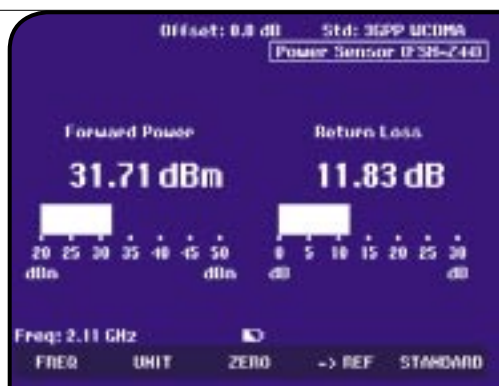 Offset: 0.0 dB Std: 3GPP WCDMA
Power Sensor (FSH-Z44)
Forward Power Return Loss
31.71 dBm 11.83 dB
20 25 30 35 40 45 50 0 5 10 15 20 25 30
dBm dBm dB dB
Freq: 2.11 GHz
FREQ UNIT ZERO -> REF STANDARD